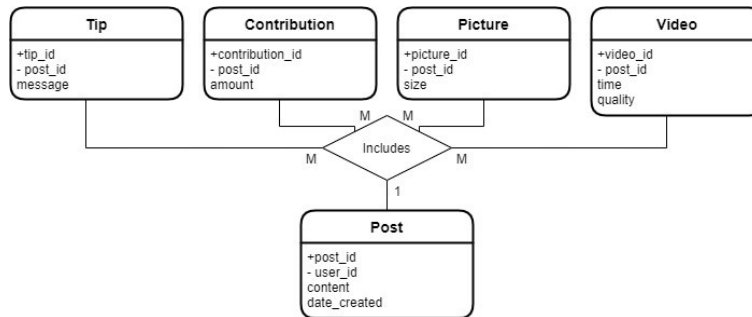 Tip
+tip_id
- post_id
message
Contribution
+contribution_id
- post_id
amount
Picture
+picture_id
- post_id
size
Video
+video_id
- post_id
time
quality
M
M
Includes
M
M
1
Post
+post_id
- user_id
content
date_created